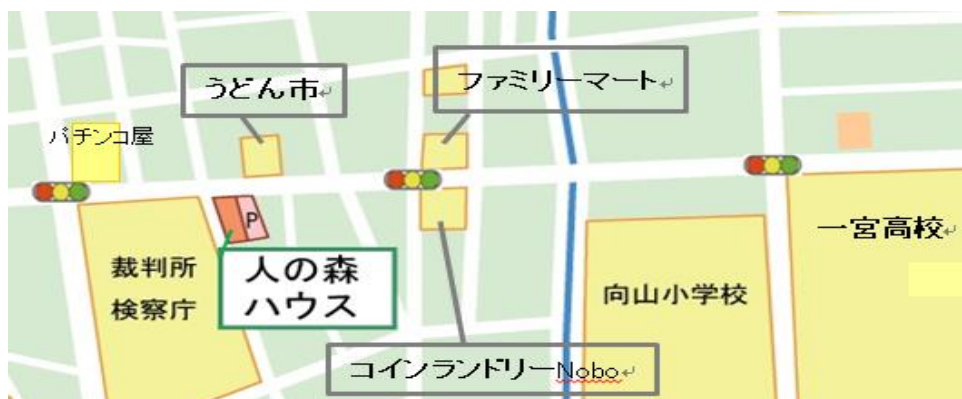 うどん市
ファミリーマート
パチンコ屋
P
一宮高校
裁判所
検察庁
人の森
ハウス
向山小学校
コインランドリーNobo